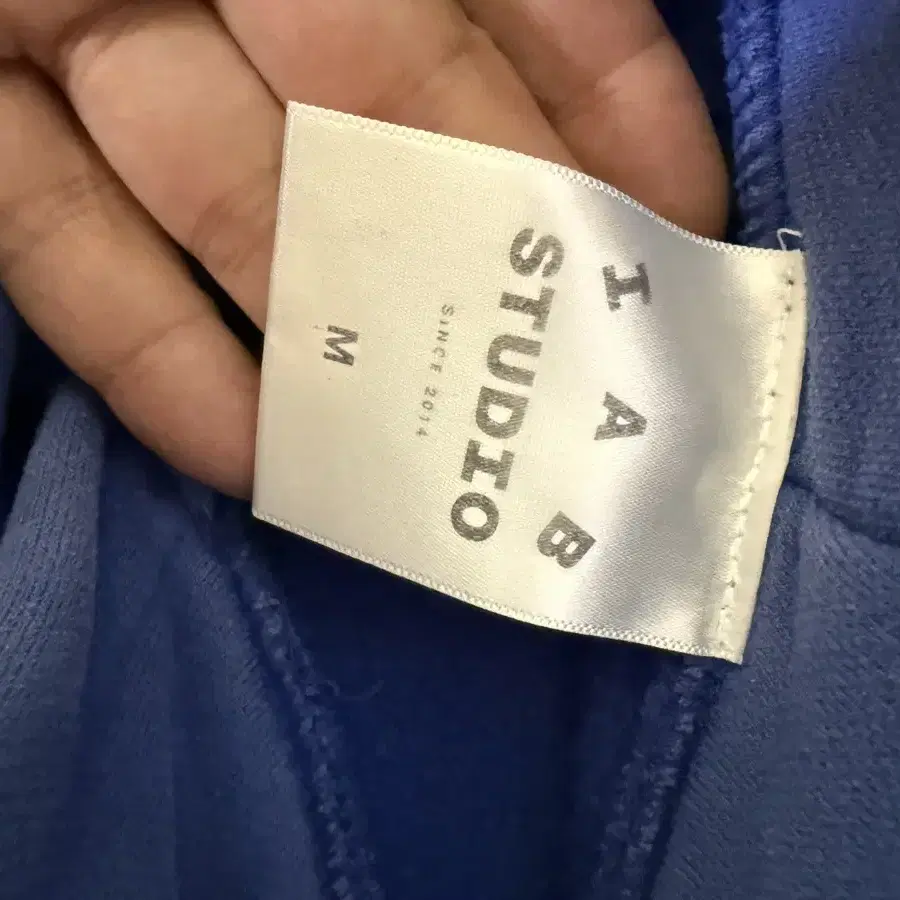 I A B
STUDIO
SINCE 2014
M